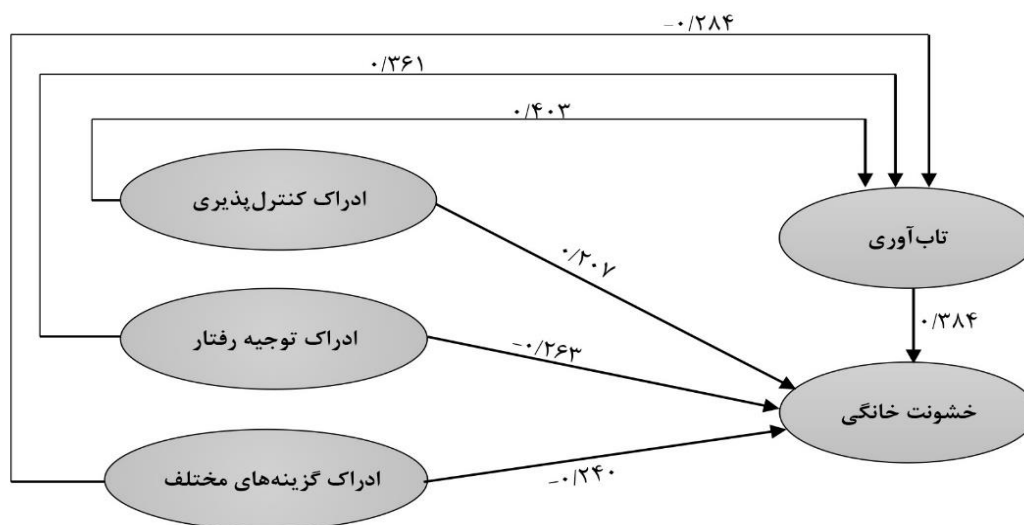 -۰/۲۸۴
۰/۳۶۱
۰/۴۰۳
ادراک کنترل‌پذیری
تاب‌آوری
۰/۲۰۷
ادراک توجیه رفتار
-۰/۲۶۳
۰/۳۸۴
خشونت خانگی
ادراک گزینه‌های مختلف
-۰/۲۴۰